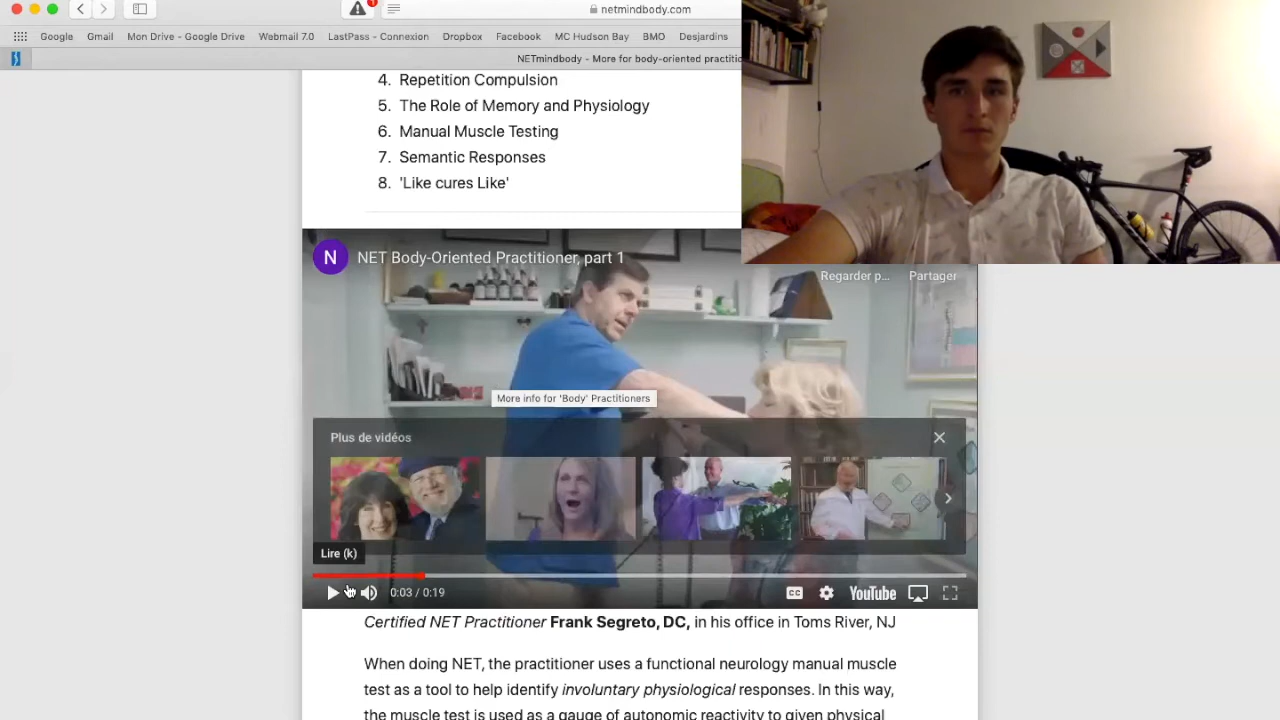 netmindbody.com
Google Gmail Mon Drive - Google Drive Webmail 7.0 LastPass - Connexion Dropbox Facebook MC Hudson Bay BMO Desjardins
NETmindbody - More for body-oriented practitio
4. Repetition Compulsion
5. The Role of Memory and Physiology
6. Manual Muscle Testing
7. Semantic Responses
8. 'Like cures Like'
N NET Body-Oriented Practitioner, part 1
Regarder p... Partager
More info for 'Body' Practitioners
Plus de vidéos
Lire (k)
0:03 / 0:19 CC YouTube
Certified NET Practitioner Frank Segreto, DC, in his office in Toms River, NJ
When doing NET, the practitioner uses a functional neurology manual muscle
test as a tool to help identify involuntary physiological responses. In this way,
the muscle test is used as a gauge of autonomic reactivity to given physical